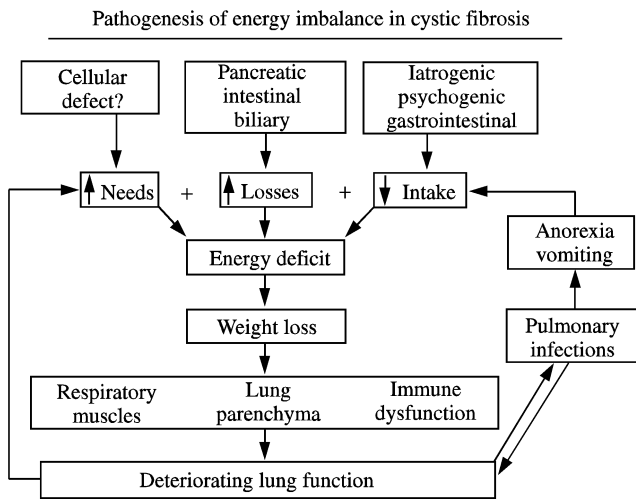 Pathogenesis of energy imbalance in cystic fibrosis
Cellular
defect?
Pancreatic
intestinal
biliary
Iatrogenic
psychogenic
gastrointestinal
↑ Needs
+
↑ Losses
+
↓ Intake
Anorexia
vomiting
Energy deficit
Weight loss
Pulmonary
infections
Respiratory
muscles
Lung
parenchyma
Immune
dysfunction
Deteriorating lung function